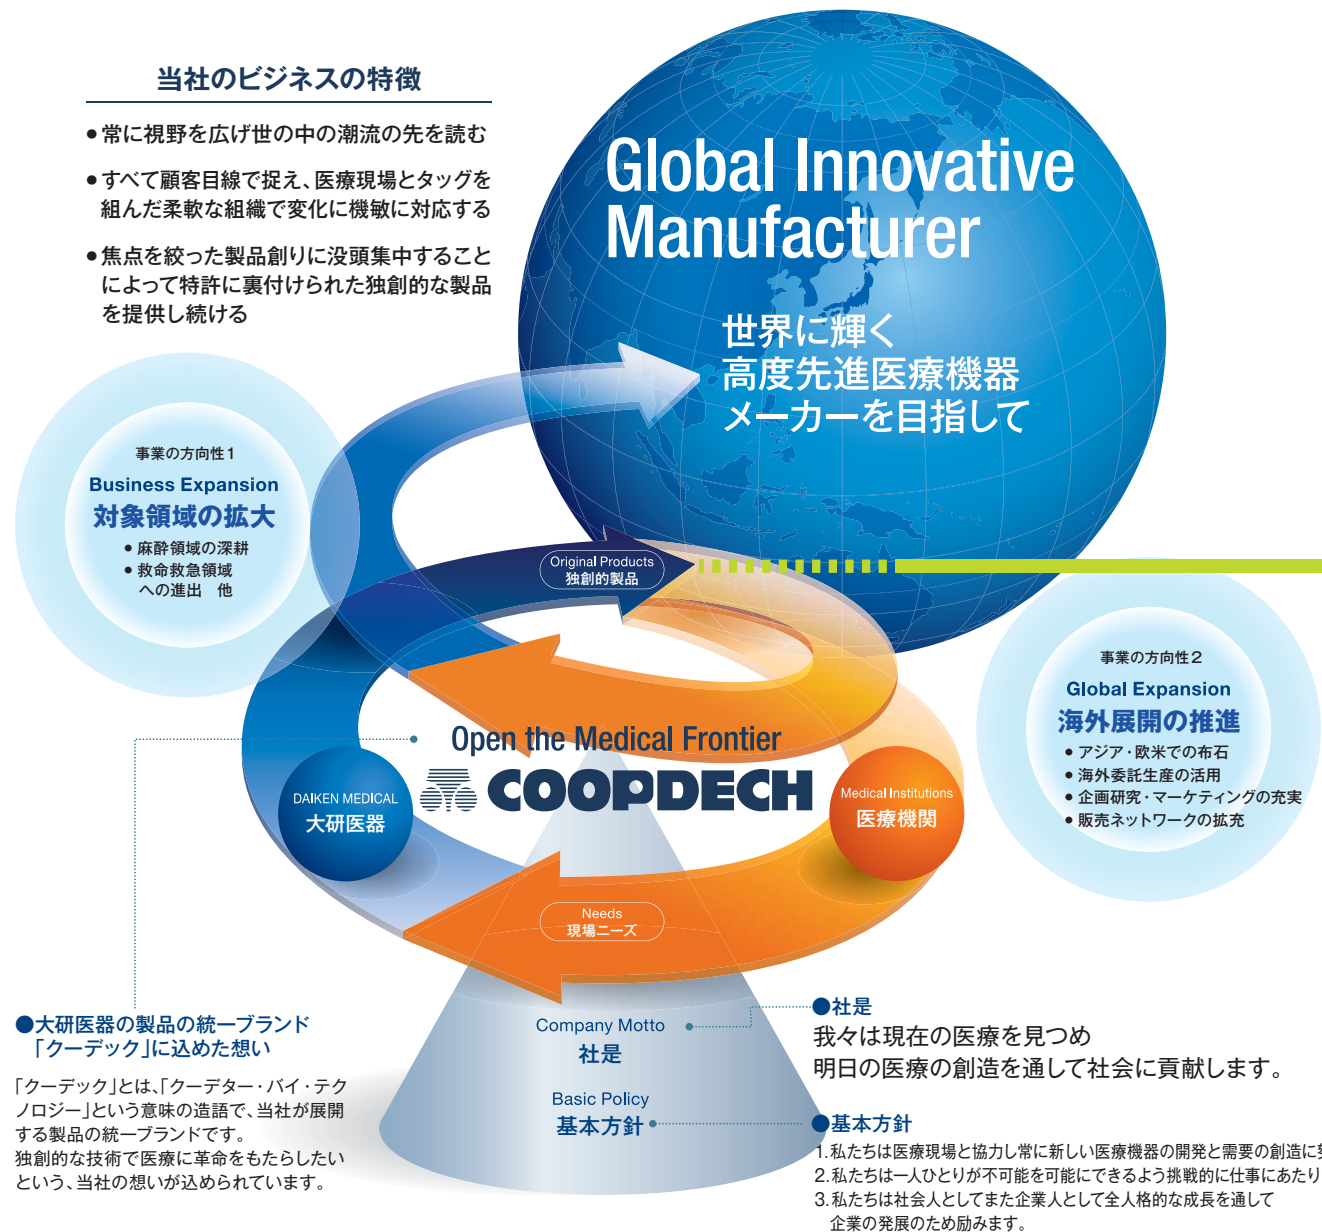 当社のビジネスの特徴
●常に視野を広げ世の中の潮流の先を読む
●すべて顧客目線で捉え、医療現場とタッグを
組んだ柔軟な組織で変化に機敏に対応する
●焦点を絞った製品創りに没頭集中すること
によって特許に裏付けられた独創的な製品
を提供し続ける
Global Innovative
Manufacturer
世界に輝く
高度先進医療機器
メーカーを目指して
事業の方向性1
Business Expansion
対象領域の拡大
●麻酔領域の深耕
●救命救急領域
への進出　他
Original Products
独創的製品
事業の方向性2
Global Expansion
海外展開の推進
●アジア・欧米での布石
●海外委託生産の活用
●企画研究・マーケティングの充実
●販売ネットワークの拡充
Open the Medical Frontier
COOPDECH
DAIKEN MEDICAL
大研医器
Medical Institutions
医療機関
Needs
現場ニーズ
●大研医器の製品の統一ブランド
「クーデック」に込めた想い
「クーデック」とは、「クーデター・バイ・テク
ノロジー」という意味の造語で、当社が展開
する製品の統一ブランドです。
独創的な技術で医療に革命をもたらしたい
という、当社の想いが込められています。
Company Motto
社是
Basic Policy
基本方針
●社是
我々は現在の医療を見つめ
明日の医療の創造を通して社会に貢献します。
●基本方針
1.私たちは医療現場と協力し常に新しい医療機器の開発と需要の創造に
2.私たちは一人ひとりが不可能を可能にできるよう挑戦的に仕事にあたり
3.私たちは社会人としてまた企業人として全人格的な成長を通して
企業の発展のため励みます。